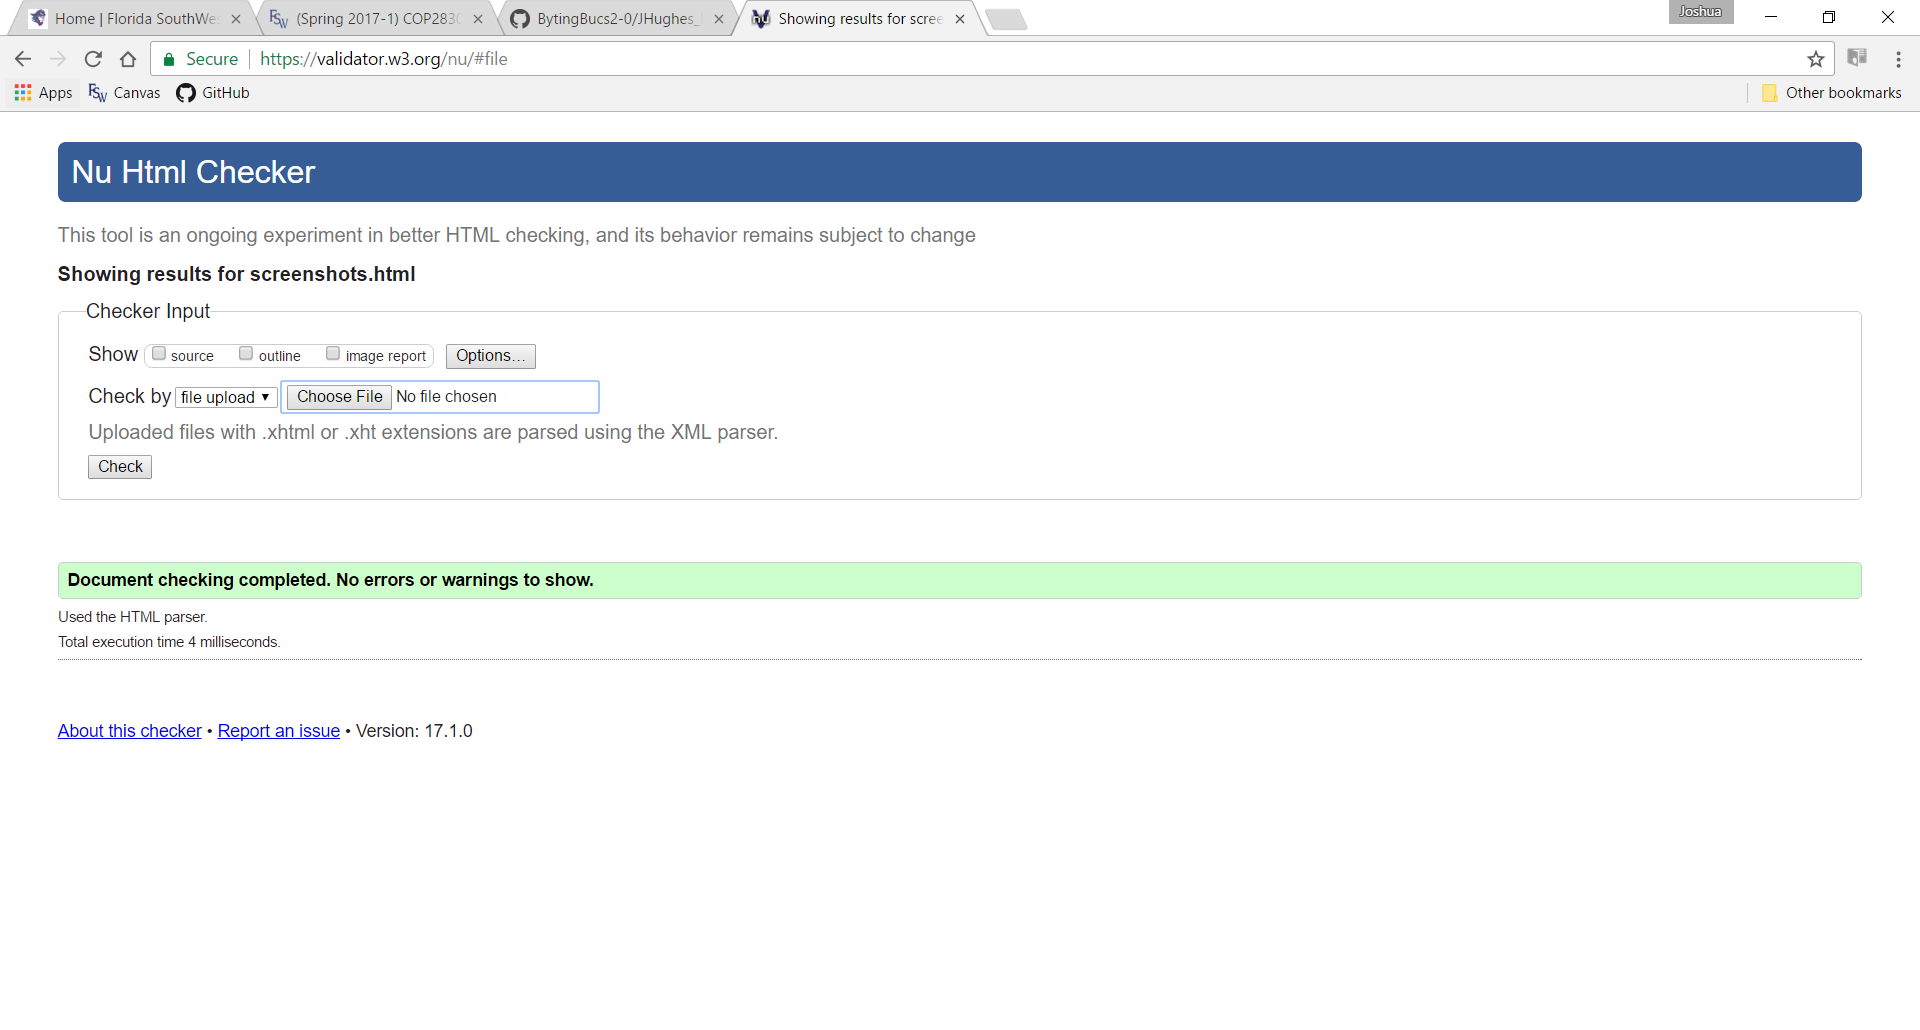 Home | Florida SouthWes
(Spring 2017-1) COP2830
BytingBucs2-0/JHughes_
Showing results for scree
Joshua
Secure
https://validator.w3.org/nu/#file
Apps
Canvas
GitHub
Other bookmarks
Nu Html Checker
This tool is an ongoing experiment in better HTML checking, and its behavior remains subject to change
Showing results for screenshots.html
Checker Input
Show source outline image report Options...
Check by file upload ▼ Choose File No file chosen
Uploaded files with .xhtml or .xht extensions are parsed using the XML parser.
Check
Document checking completed. No errors or warnings to show.
Used the HTML parser.
Total execution time 4 milliseconds.
About this checker • Report an issue • Version: 17.1.0